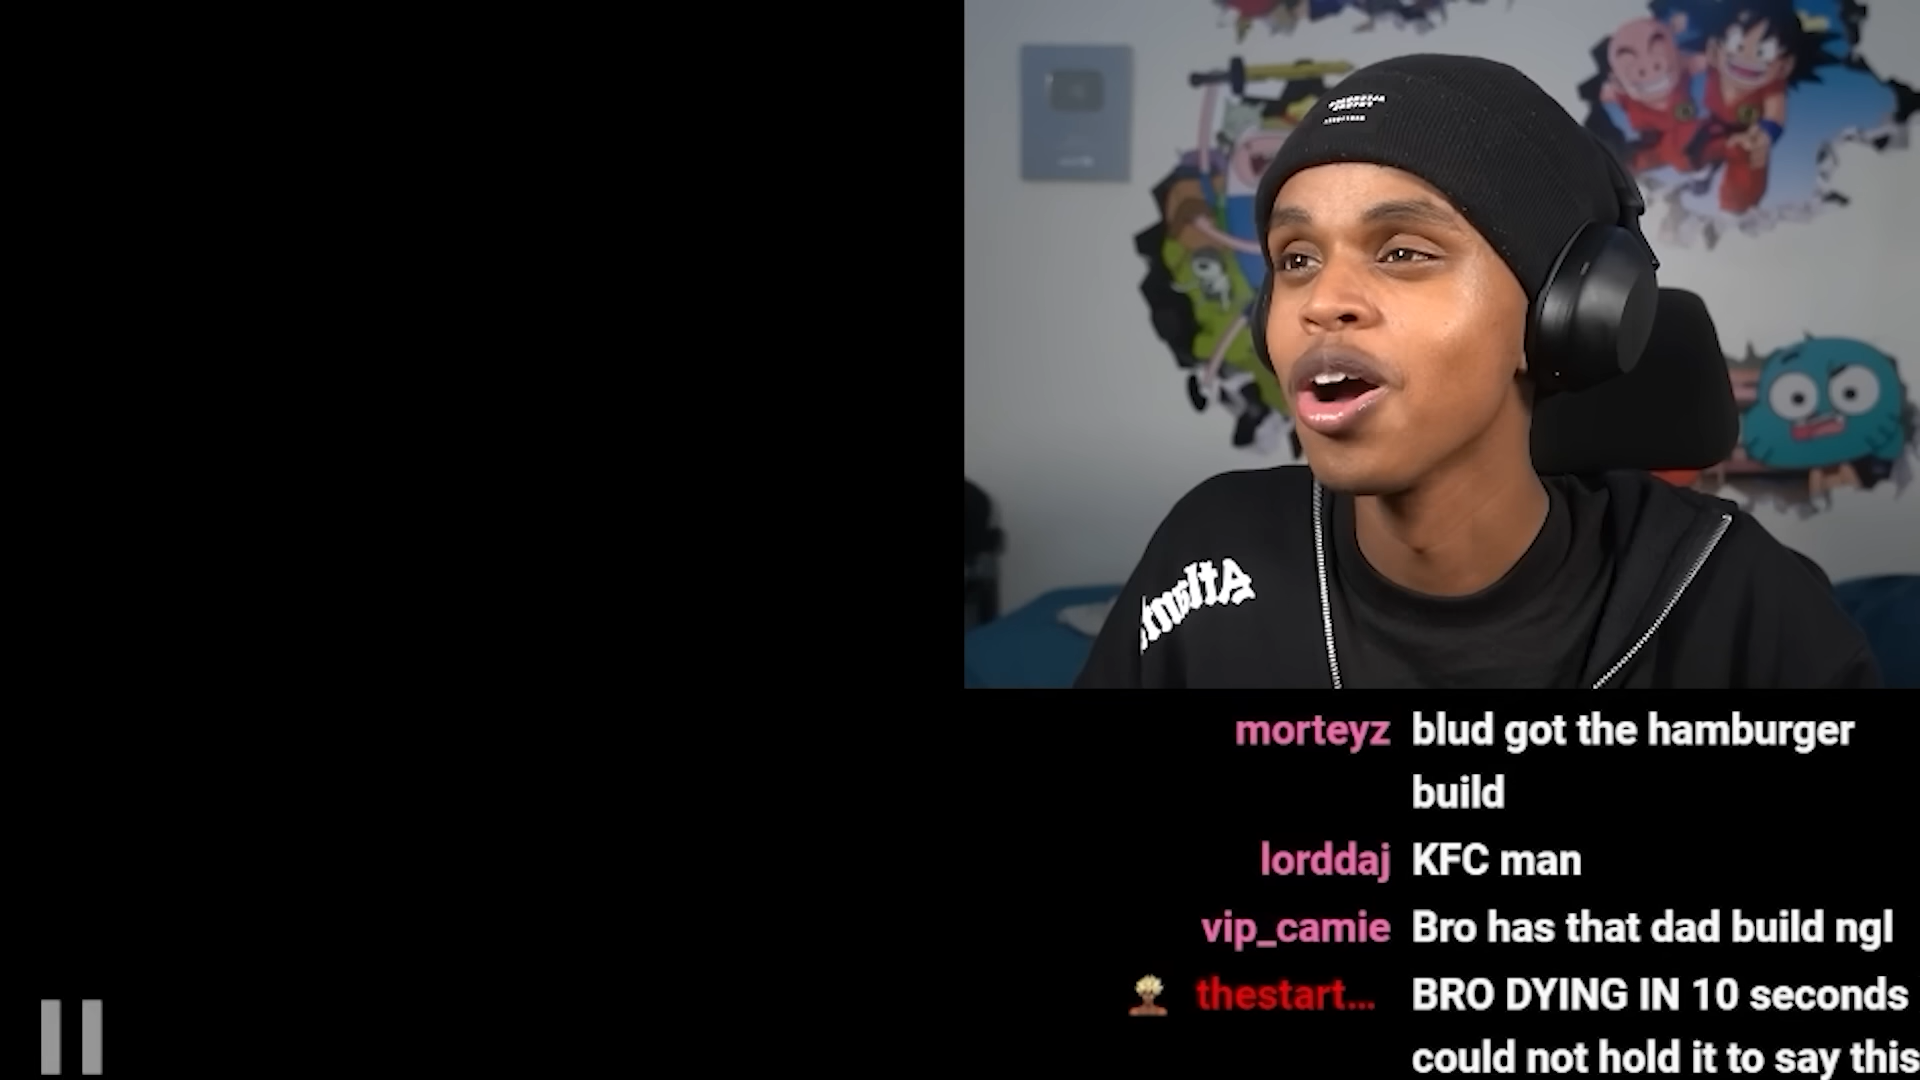 morteyz blud got the hamburger
build
lorddaj KFC man
vip_camie Bro has that dad build ngl
thestart... BRO DYING IN 10 seconds
could not hold it to say this